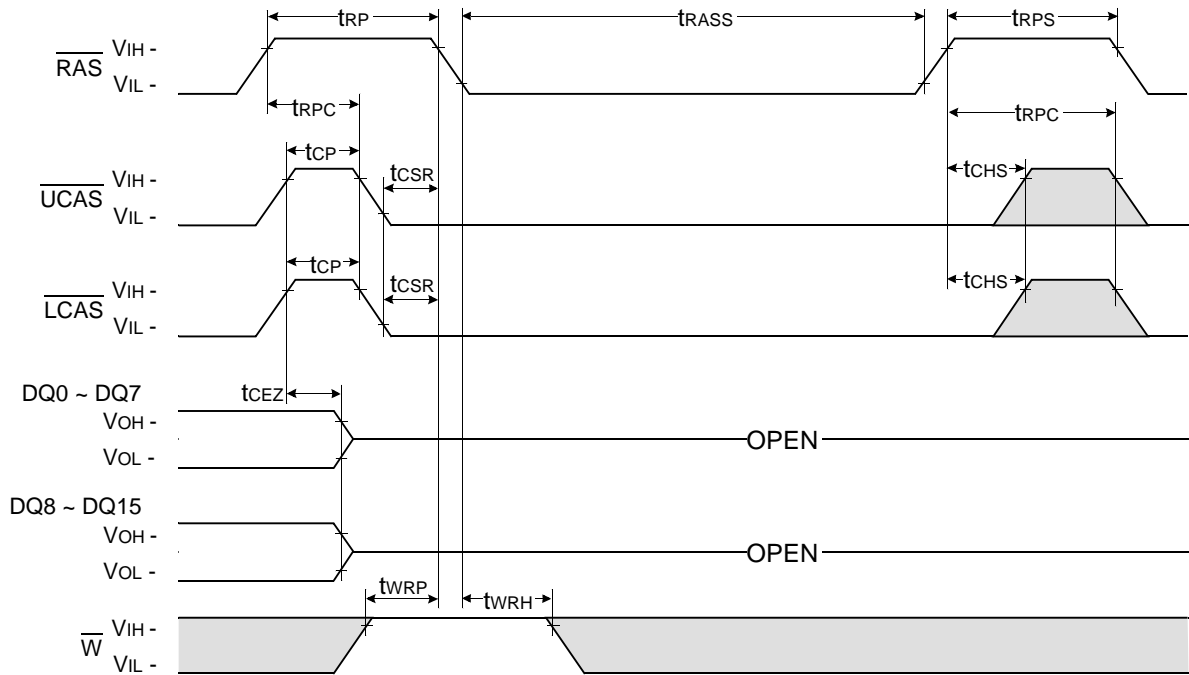 tRP
tRASS
tRPS
RAS
VIH -
VIL -
tRPC
tRPC
tCP
tCSR
tCHS
UCAS
VIH -
VIL -
tCP
tCSR
tCHS
LCAS
VIH -
VIL -
DQ0 ~ DQ7
tCEZ
VOH -
VOL -
OPEN
DQ8 ~ DQ15
VOH -
VOL -
OPEN
tWRP
tWRH
W
VIH -
VIL -